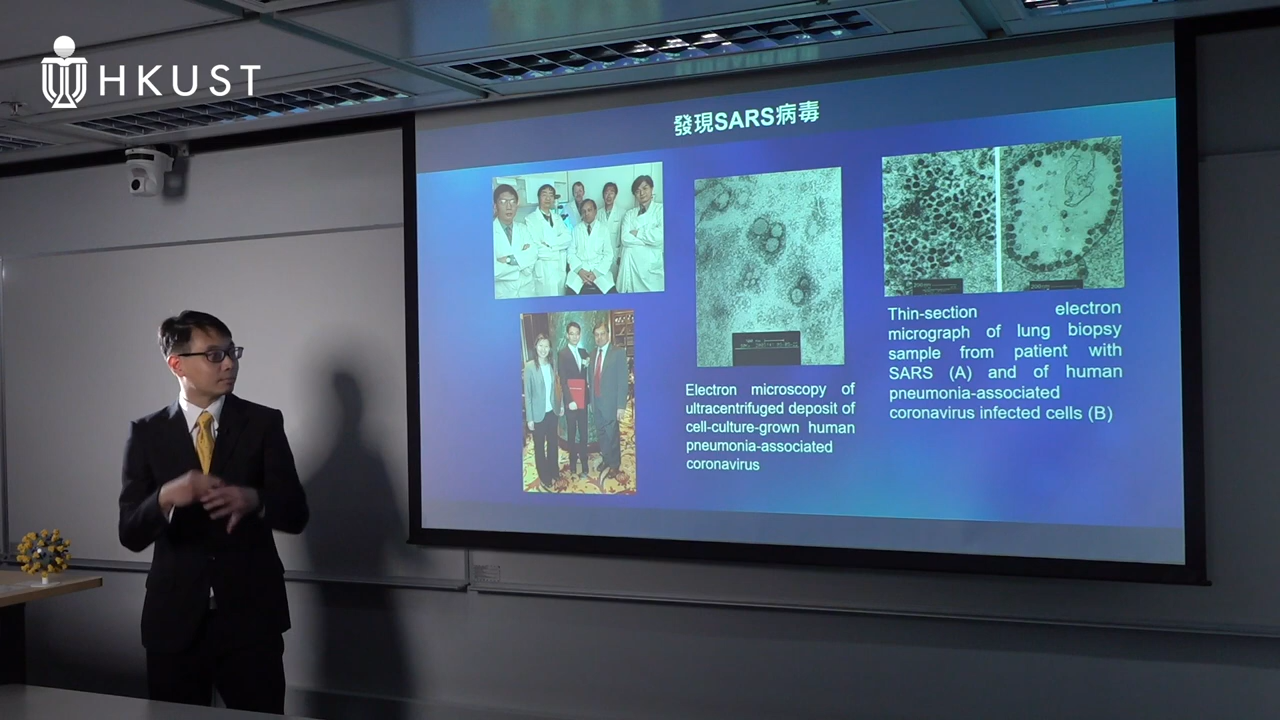 HKUST
發現SARS病毒
Electron microscopy of
ultracentrifuged deposit of
cell-culture-grown human
pneumonia-associated
coronavirus
Thin-section electron
micrograph of lung biopsy
sample from patient with
SARS (A) and of human
pneumonia-associated
coronavirus infected cells (B)